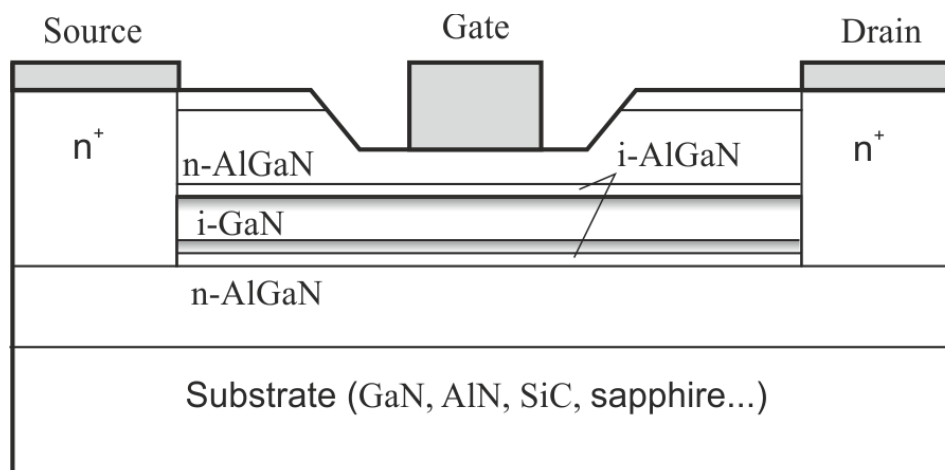 Source
Gate
Drain
n+
n-AlGaN
i-AlGaN
n+
i-GaN
n-AlGaN
Substrate (GaN, AlN, SiC, sapphire...)